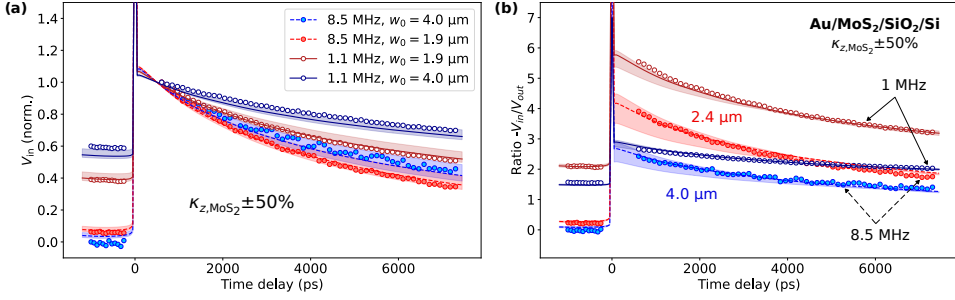 (a)
1.4
1.2
1.0
0.8
0.6
0.4
0.2
0.0
V_in (norm.)
8.5 MHz, w₀ = 4.0 μm
8.5 MHz, w₀ = 1.9 μm
1.1 MHz, w₀ = 1.9 μm
1.1 MHz, w₀ = 4.0 μm
κ_z,MoS₂ ±50%
0
2000
4000
6000
Time delay (ps)
(b)
7
6
5
4
3
2
1
0
Ratio -V_in/V_out
Au/MoS₂/SiO₂/Si
κ_z,MoS₂ ±50%
1 MHz
2.4 μm
4.0 μm
8.5 MHz
0
2000
4000
6000
Time delay (ps)